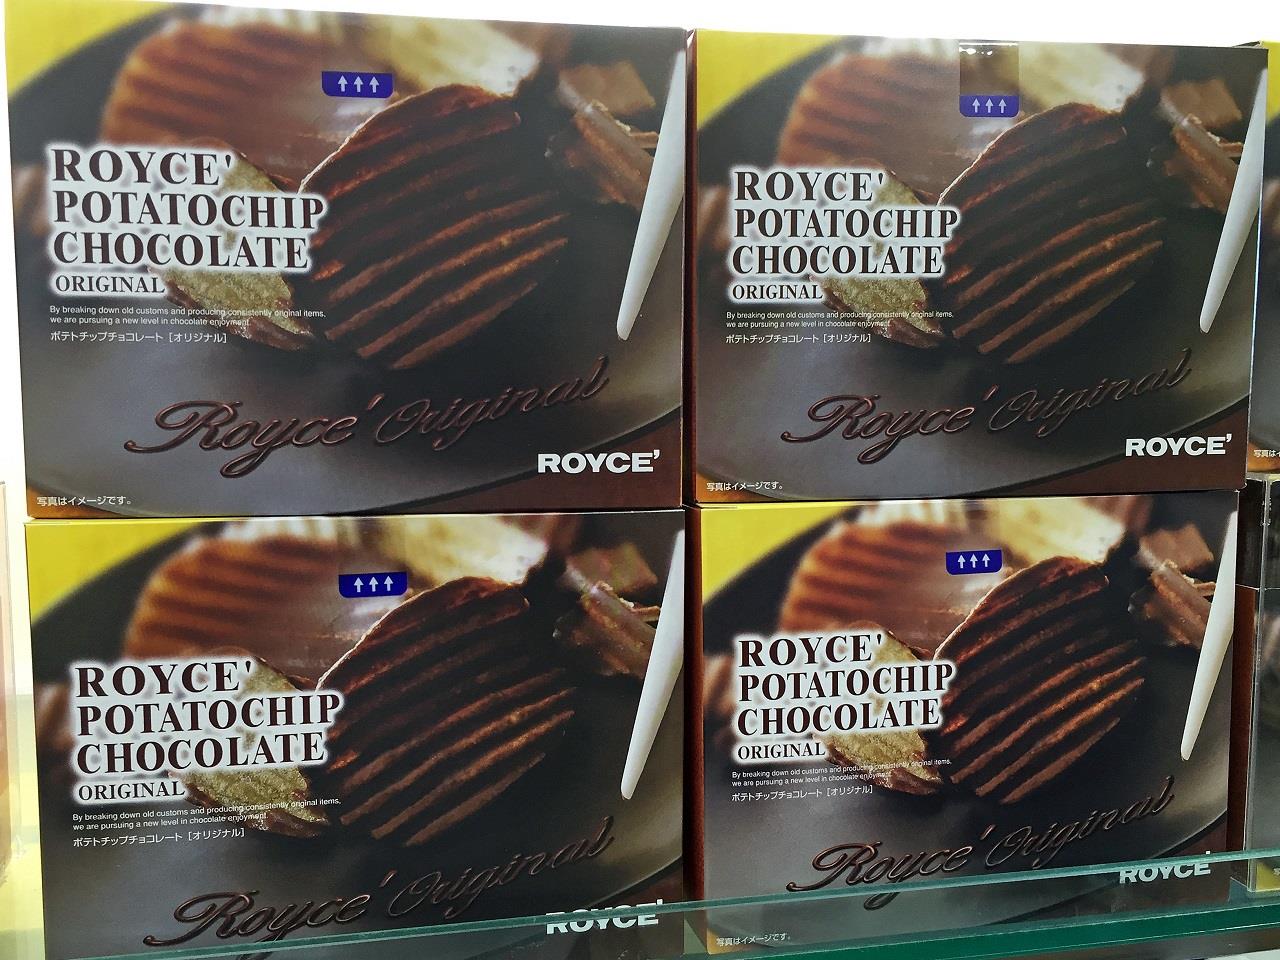 ROYCE'
POTATOCHIP
CHOCOLATE
ORIGINAL
By breaking down old customs and producing consistently original items,
we are pursuing a new level in chocolate enjoyment.
ポテトチップチョコレート [オリジナル]
Royce' Original
ROYCE'
写真はイメージです。
ROYCE'
POTATOCHIP
CHOCOLATE
ORIGINAL
By breaking down old customs and producing consistently original items,
we are pursuing a new level in chocolate enjoyment.
ポテトチップチョコレート [オリジナル]
Royce' Original
ROYCE'
写真はイメージです。
写真はイ
ROYCE'
POTATOCHIP
CHOCOLATE
ORIGINAL
By breaking down old customs and producing consistently original items,
we are pursuing a new level in chocolate enjoyment.
ポテトチップチョコレート [オリジナル]
Royce' Original
ROYCE'
ROYCE'
POTATOCHIP
CHOCOLATE
ORIGINAL
By breaking down old customs and producing consistently original items,
we are pursuing a new level in chocolate enjoyment.
ポテトチップチョコレート [オリジナル]
Royce' Original
ROYCE'
写真はイメージです。